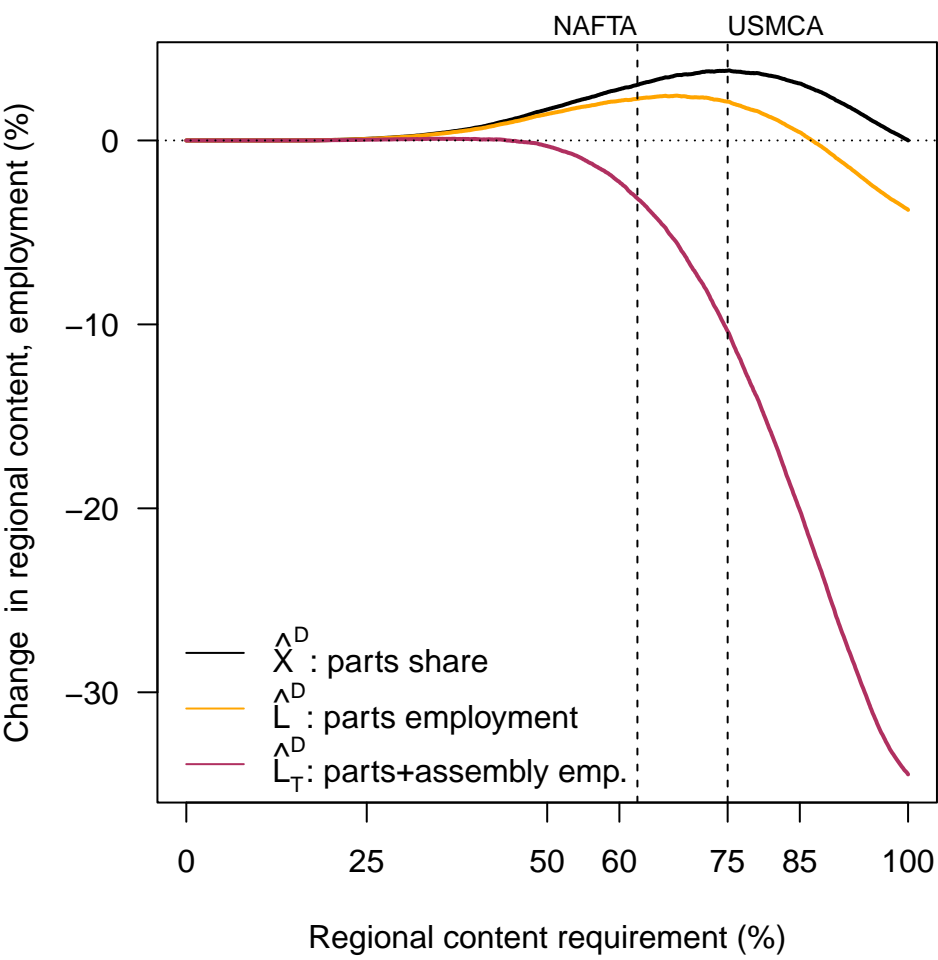 NAFTA USMCA
Change in regional content, employment (%)
0
−10
−20
−30
X̂ᴰ: parts share
L̂ᴰ: parts employment
L̂ᴰ_T: parts+assembly emp.
0 25 50 60 75 85 100
Regional content requirement (%)